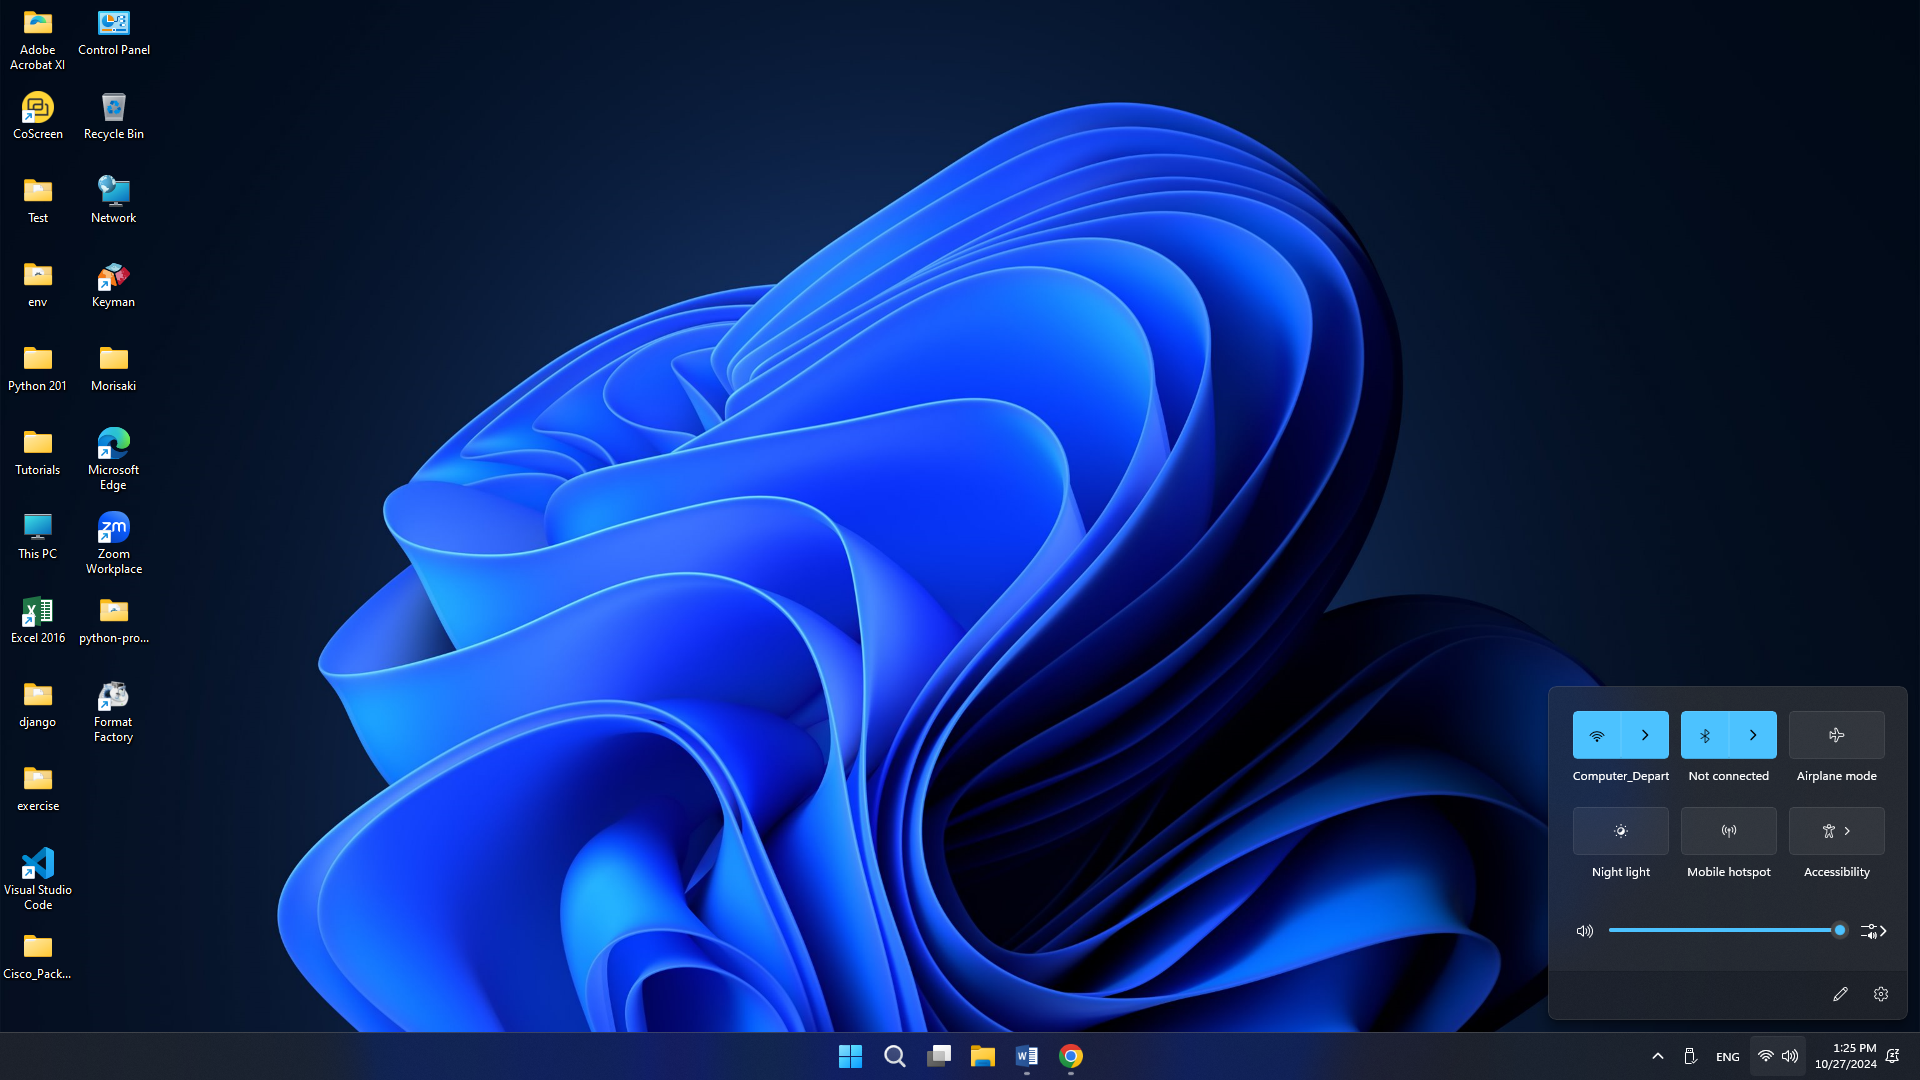 Adobe
Acrobat XI
Control Panel
CoScreen
Recycle Bin
Test
Network
env
Keyman
Python 201
Morisaki
Tutorials
Microsoft
Edge
This PC
zm
Zoom
Workplace
Excel 2016
python-pro...
django
Format
Factory
exercise
Visual Studio
Code
Cisco_Pack...
Computer_Depart
Not connected
Airplane mode
Night light
Mobile hotspot
Accessibility
ENG
1:25 PM
10/27/2024